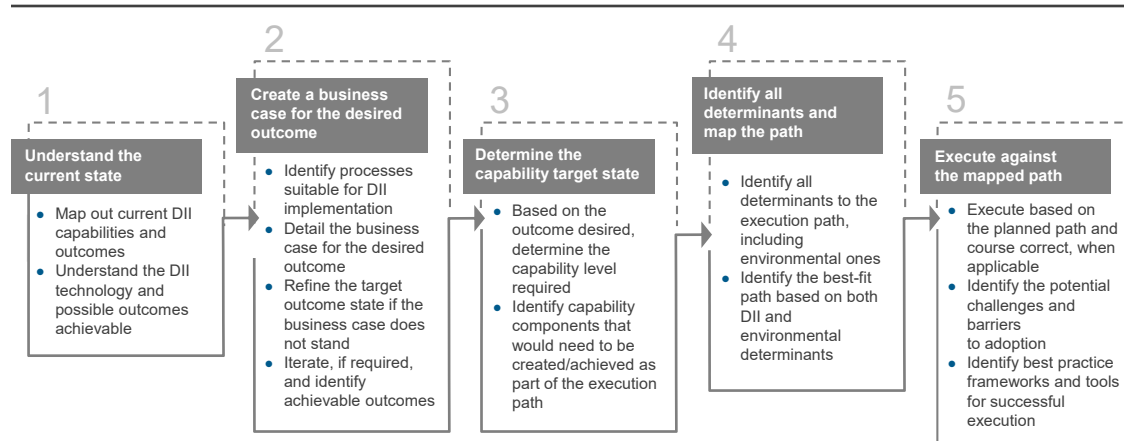 1
Understand the
current state
● Map out current DII
capabilities and
outcomes
● Understand the DII
technology and
possible outcomes
achievable
2
Create a business
case for the desired
outcome
● Identify processes
suitable for DII
implementation
● Detail the business
case for the desired
outcome
● Refine the target
outcome state if the
business case does
not stand
● Iterate, if required,
and identify
achievable outcomes
3
Determine the
capability target state
● Based on the
outcome desired,
determine the
capability level
required
● Identify capability
components that
would need to be
created/achieved as
part of the execution
path
4
Identify all
determinants and
map the path
● Identify all
determinants to the
execution path,
including
environmental ones
● Identify the best-fit
path based on both
DII and
environmental
determinants
5
Execute against
the mapped path
● Execute based on
the planned path and
course correct, when
applicable
● Identify the potential
challenges and
barriers
to adoption
● Identify best practice
frameworks and tools
for successful
execution